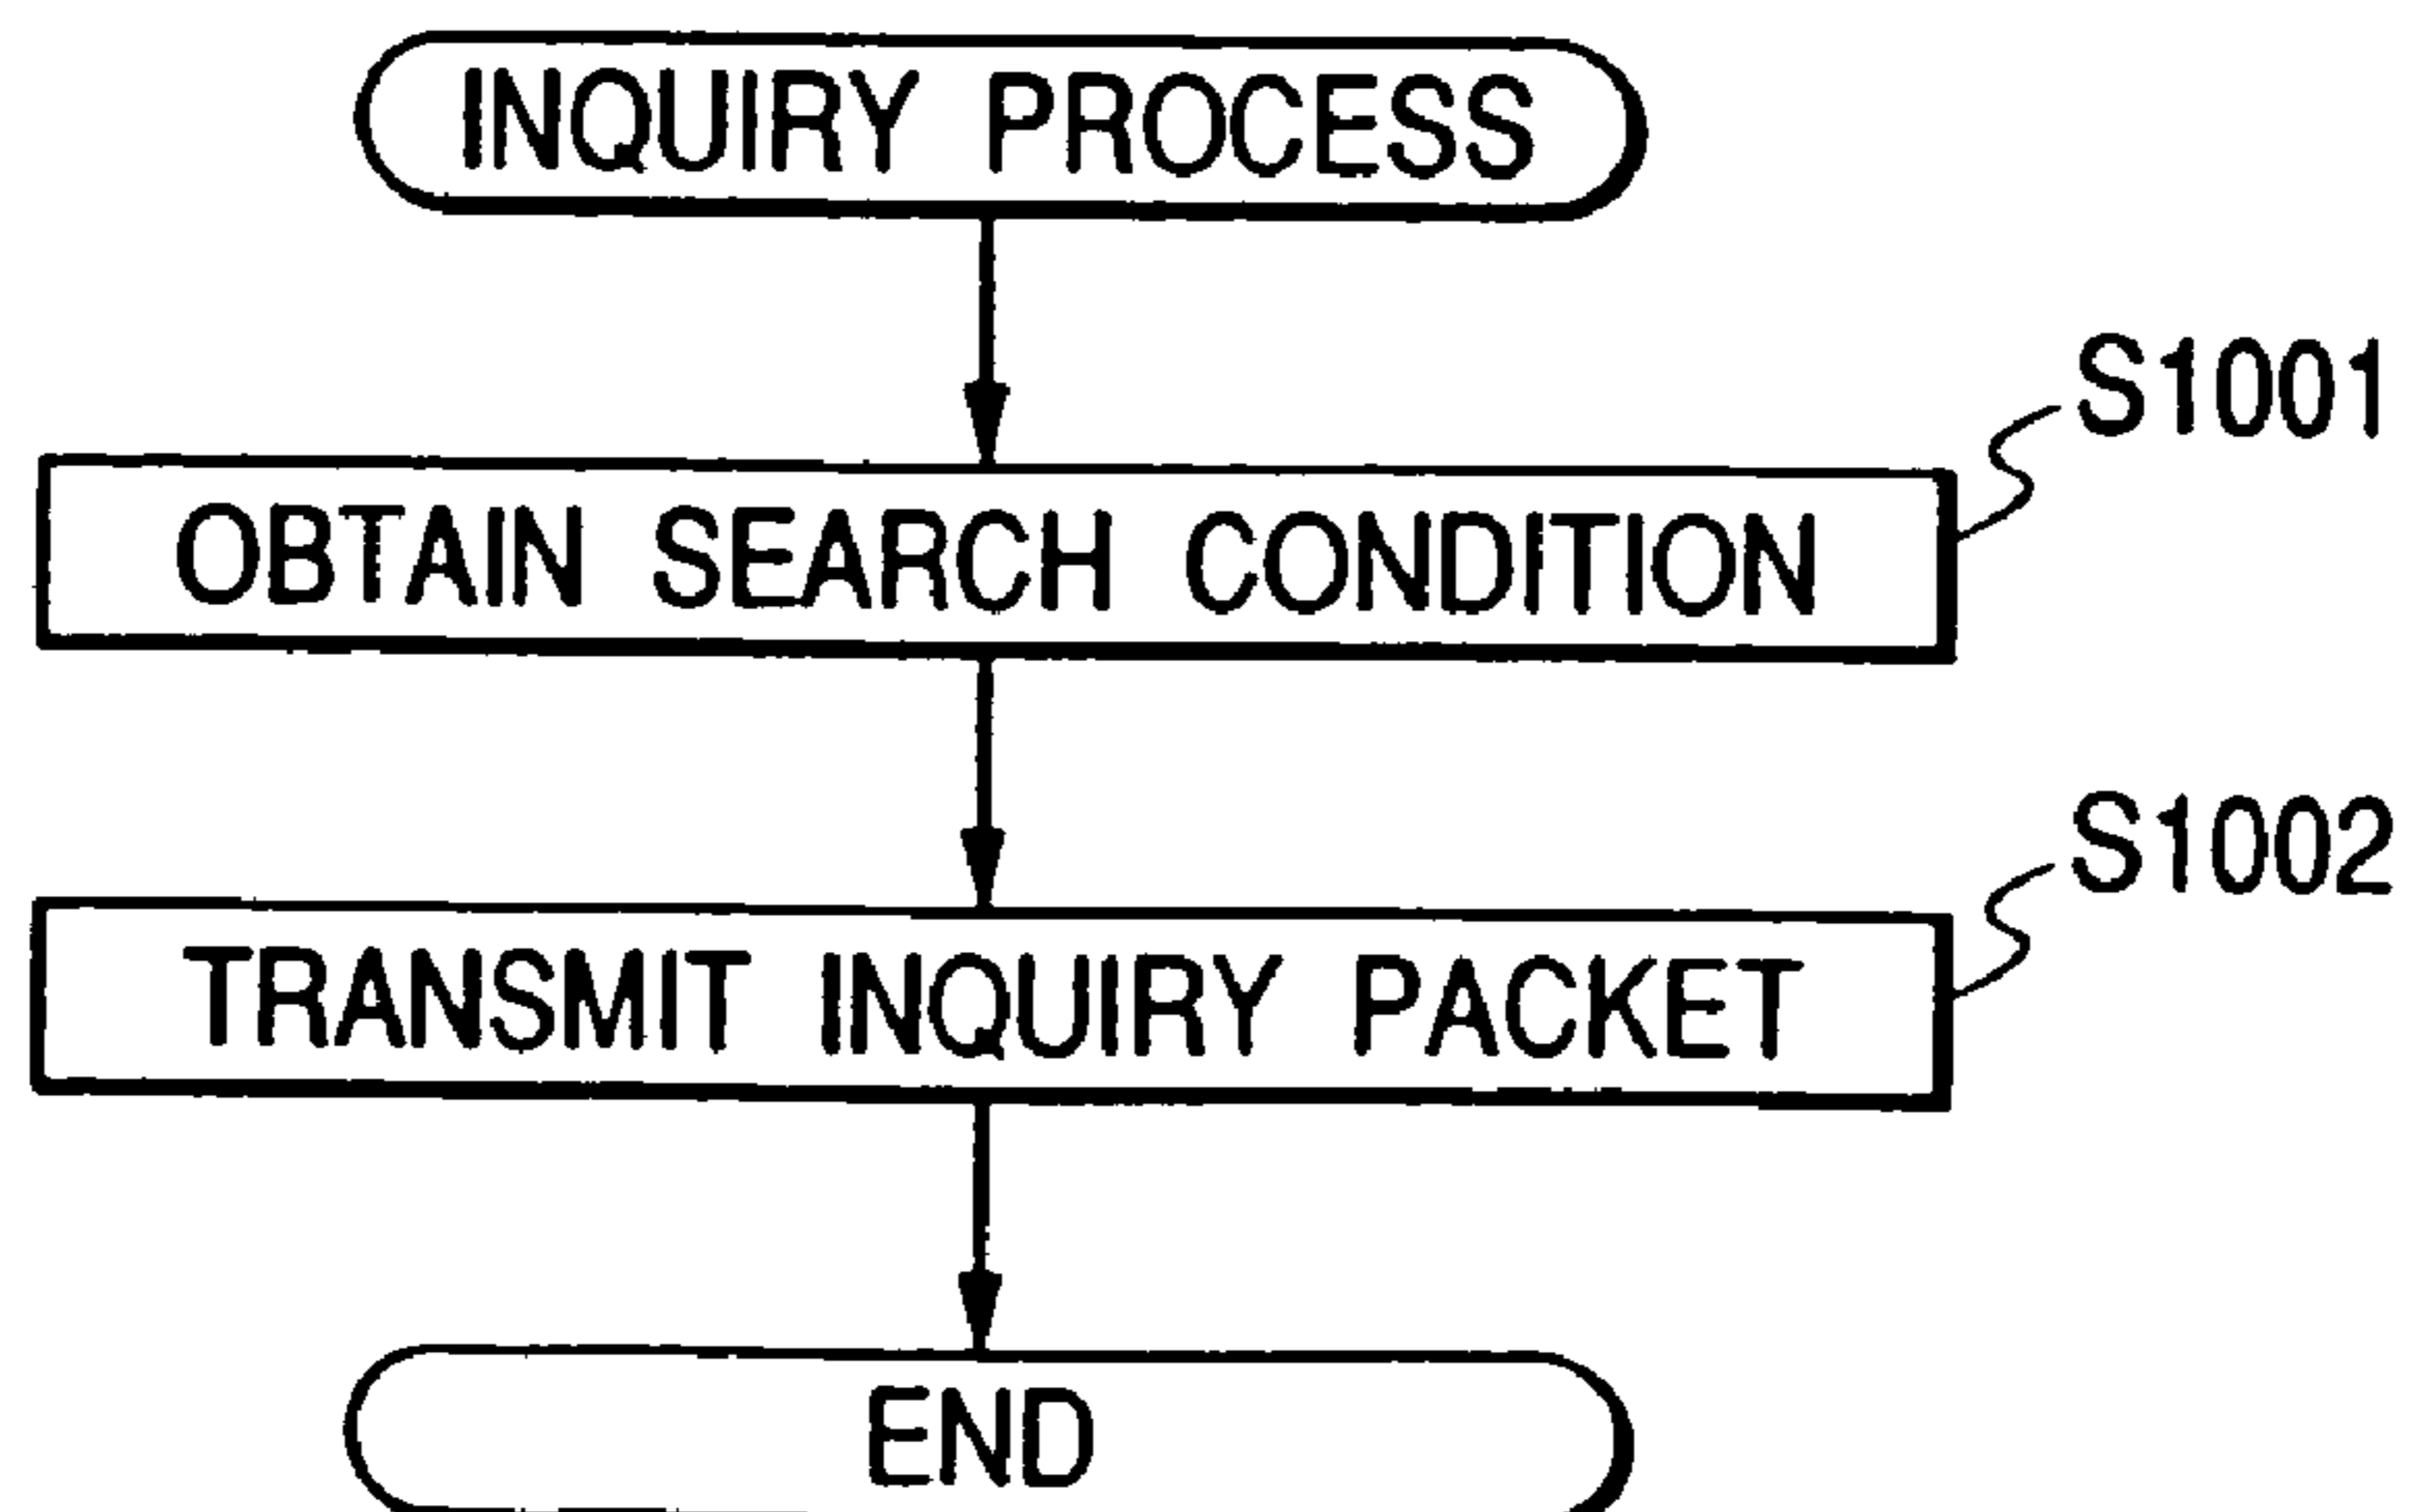 INQUIRY PROCESS
S1001
OBTAIN SEARCH CONDITION
S1002
TRANSMIT INQUIRY PACKET
END